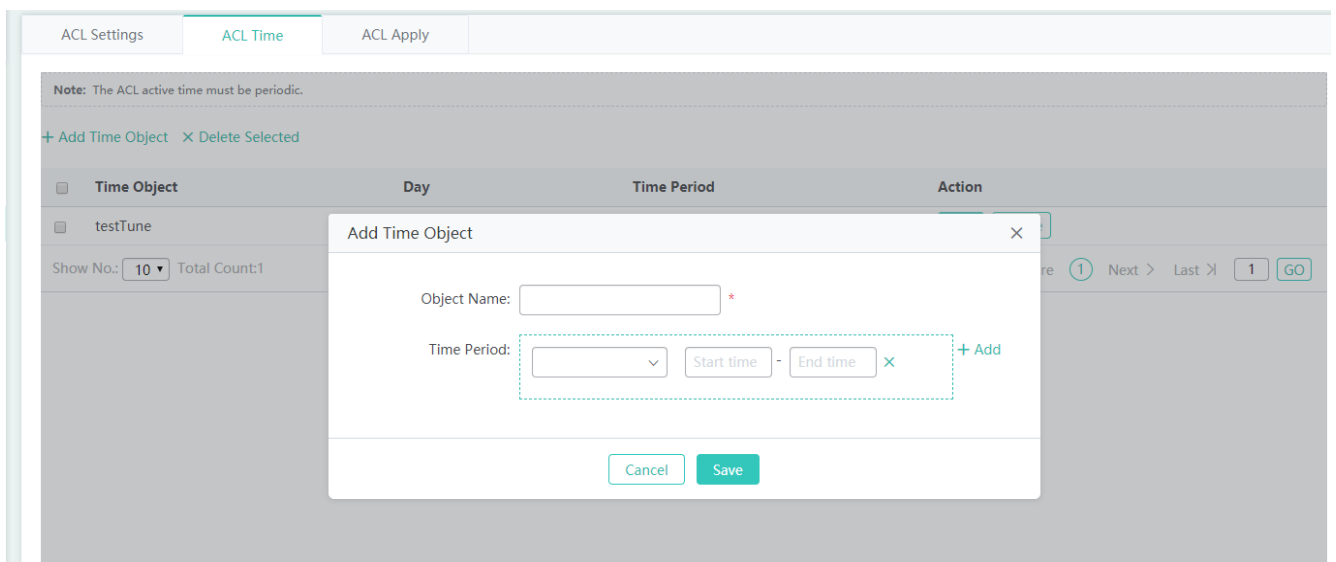 ACL Settings ACL Time ACL Apply
Note: The ACL active time must be periodic.
+ Add Time Object × Delete Selected
Time Object Day Time Period Action
testTune
Add Time Object ×
Show No.: 10 Total Count:1
1 Next > Last 1 GO
Object Name: *
Time Period: Start time - End time × + Add
Cancel Save